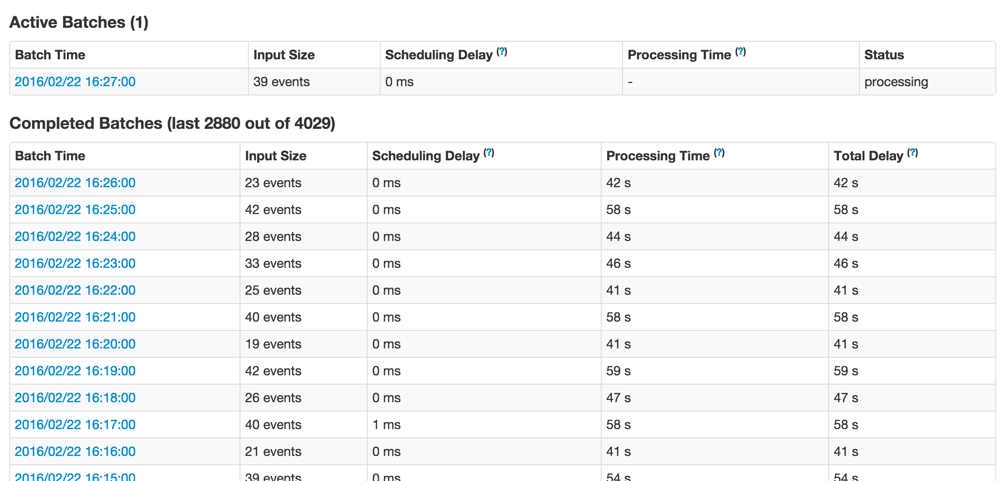 Active Batches (1)
Batch Time Input Size Scheduling Delay (?) Processing Time (?) Status
2016/02/22 16:27:00 39 events 0 ms - processing
Completed Batches (last 2880 out of 4029)
Batch Time Input Size Scheduling Delay (?) Processing Time (?) Total Delay (?)
2016/02/22 16:26:00 23 events 0 ms 42 s 42 s
2016/02/22 16:25:00 42 events 0 ms 58 s 58 s
2016/02/22 16:24:00 28 events 0 ms 44 s 44 s
2016/02/22 16:23:00 33 events 0 ms 46 s 46 s
2016/02/22 16:22:00 25 events 0 ms 41 s 41 s
2016/02/22 16:21:00 40 events 0 ms 58 s 58 s
2016/02/22 16:20:00 19 events 0 ms 41 s 41 s
2016/02/22 16:19:00 42 events 0 ms 59 s 59 s
2016/02/22 16:18:00 26 events 0 ms 47 s 47 s
2016/02/22 16:17:00 40 events 1 ms 58 s 58 s
2016/02/22 16:16:00 21 events 0 ms 41 s 41 s
2016/02/22 16:15:00 39 events 0 ms 54 s 54 s